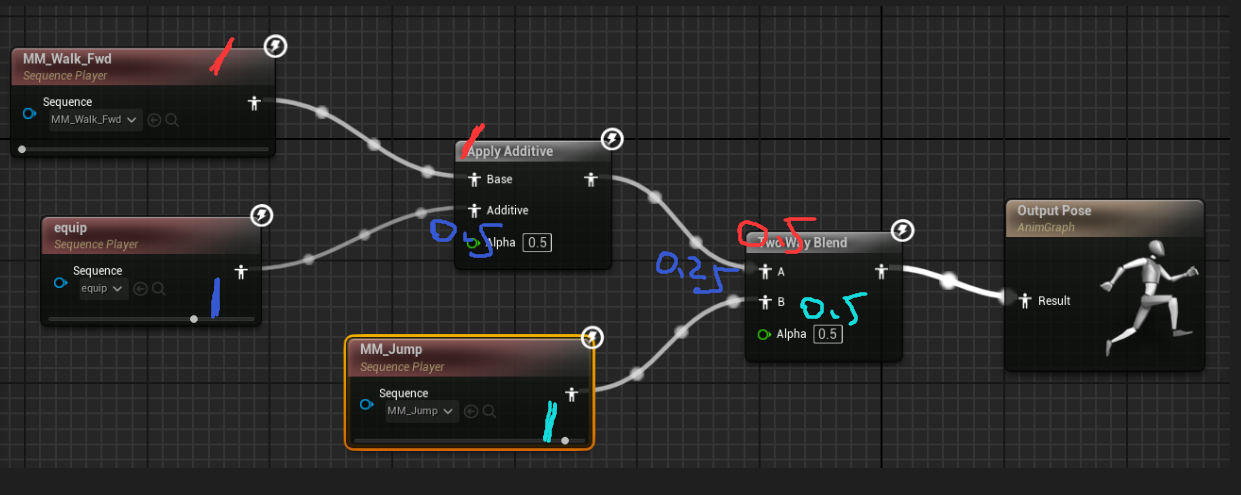 MM_Walk_Fwd
Sequence Player
Sequence
MM_Walk_Fwd
1
equip
Sequence Player
Sequence
equip
1
1
Apply Additive
Base
Additive
0.5
Alpha 0.5
MM_Jump
Sequence Player
Sequence
MM_Jump
1
0.5
Two Way Blend
0.25
A
B
0.5
Alpha 0.5
Output Pose
AnimGraph
Result